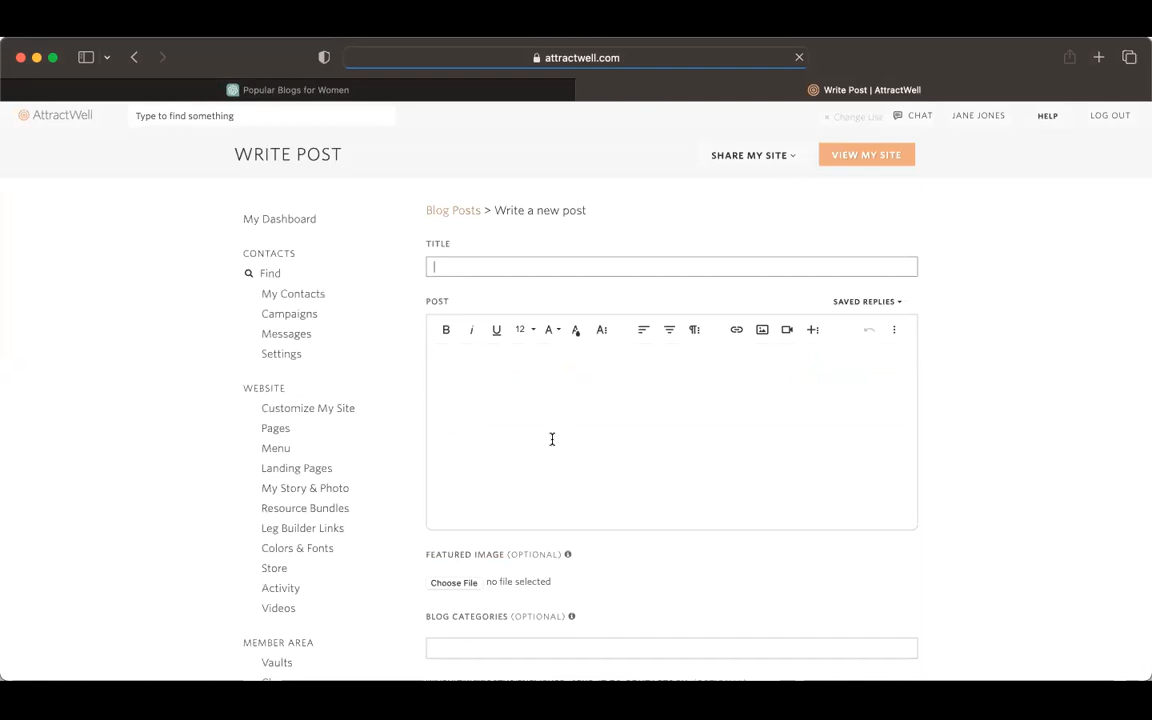 attractwell.com
Popular Blogs for Women
Write Post | AttractWell
AttractWell
Type to find something
× Change Use
CHAT
JANE JONES
HELP
LOG OUT
WRITE POST
SHARE MY SITE
VIEW MY SITE
My Dashboard
CONTACTS
Find
My Contacts
Campaigns
Messages
Settings
WEBSITE
Customize My Site
Pages
Menu
Landing Pages
My Story & Photo
Resource Bundles
Leg Builder Links
Colors & Fonts
Store
Activity
Videos
MEMBER AREA
Vaults
Blog Posts > Write a new post
TITLE
POST
SAVED REPLIES
B i U 12 A A A:
FEATURED IMAGE (OPTIONAL)
Choose File no file selected
BLOG CATEGORIES (OPTIONAL)